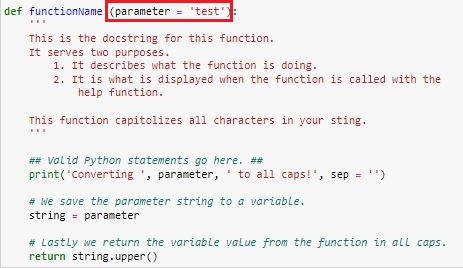 def functionName (parameter = 'test'):
'''
This is the docstring for this function.
It serves two purposes.
1. It describes what the function is doing.
2. It is what is displayed when the function is called with the
help function.
This function capitolizes all characters in your sting.
'''
## Valid Python statements go here. ##
print('Converting ', parameter, ' to all caps!', sep = '')
# We save the parameter string to a variable.
string = parameter
# Lastly we return the variable value from the function in all caps.
return string.upper()